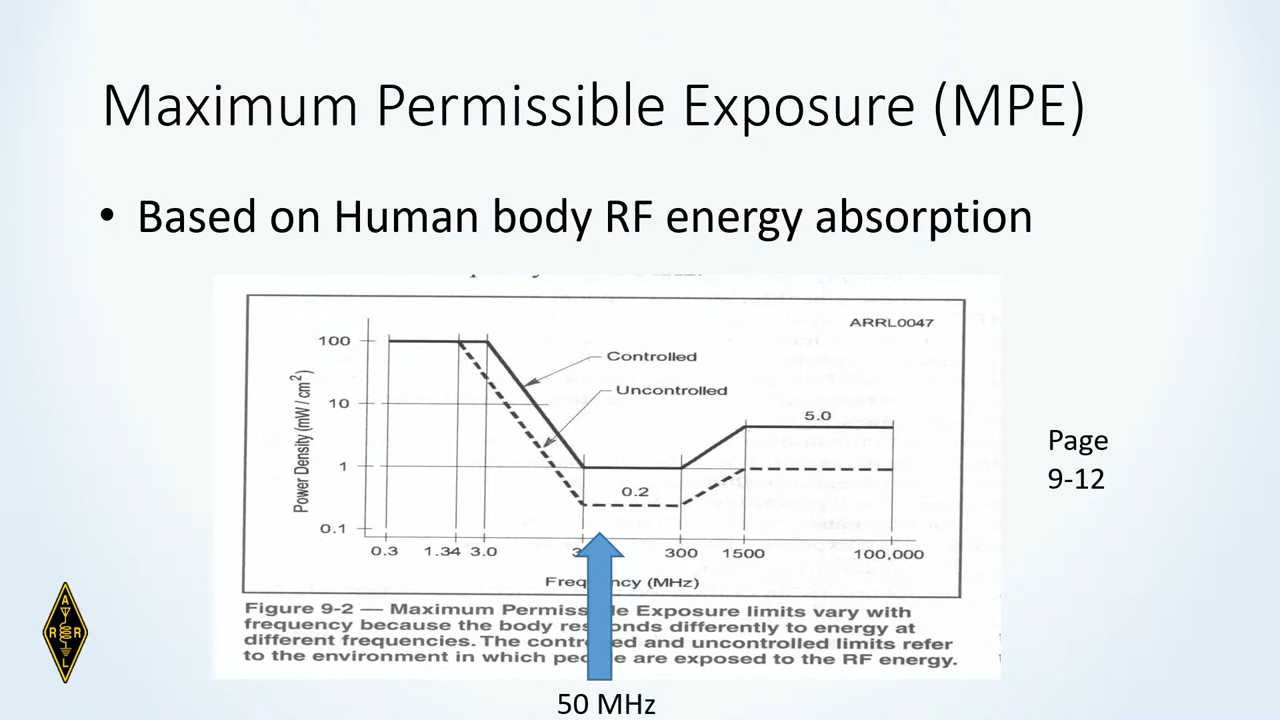 Maximum Permissible Exposure (MPE)
• Based on Human body RF energy absorption
ARRL0047
100
10
1
0.1
Power Density (mW / cm²)
Controlled
Uncontrolled
5.0
0.2
0.3
1.34
3.0
300
1500
100,000
(MHz)
Figure 9-2 — Maximum Permiss e Exposure limits vary with
frequency because the body res onds differently to energy at
different frequencies. The contr ed and uncontrolled limits refer
to the environment in which pe e are exposed to the RF energy.
Page
9-12
50 MHz
A
R R
L